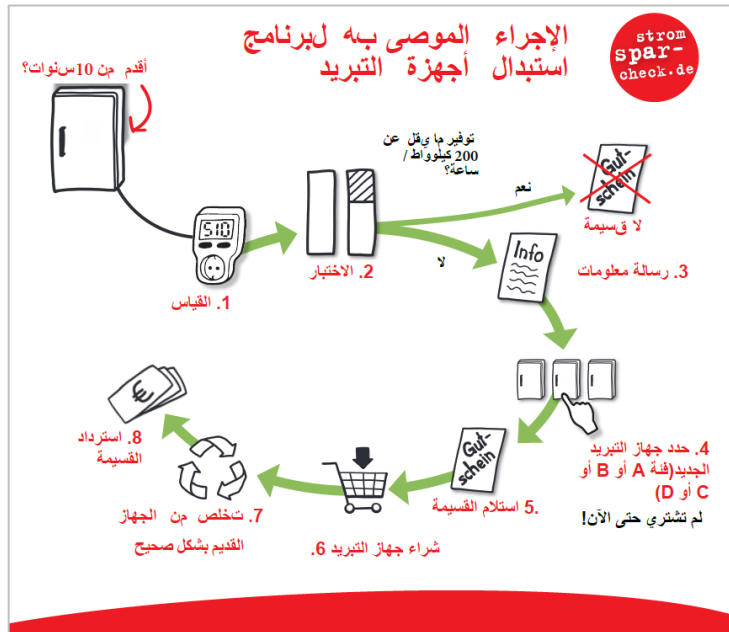 الإجراء الموصى به لبرنامج
استبدال أجهزة التبريد
strom
spar-
check.de
أقدم من 10سنوات؟
توفير ما يقل عن
200 كيلوواط /
ساعة؟
نعم
لا
Gut-
schein
لا قسيمة
510
1. القياس
2. الاختبار
Info
3. رسالة معلومات
4. حدد جهاز التبريد
الجديد(فئة A أو B أو
C أو D)
لم تشتري حتى الآن!
Gut-
schein
5. استلام القسيمة.
شراء جهاز التبريد 6.
7. تخلص من الجهاز
القديم بشكل صحيح
€
8. استرداد
القسيمة